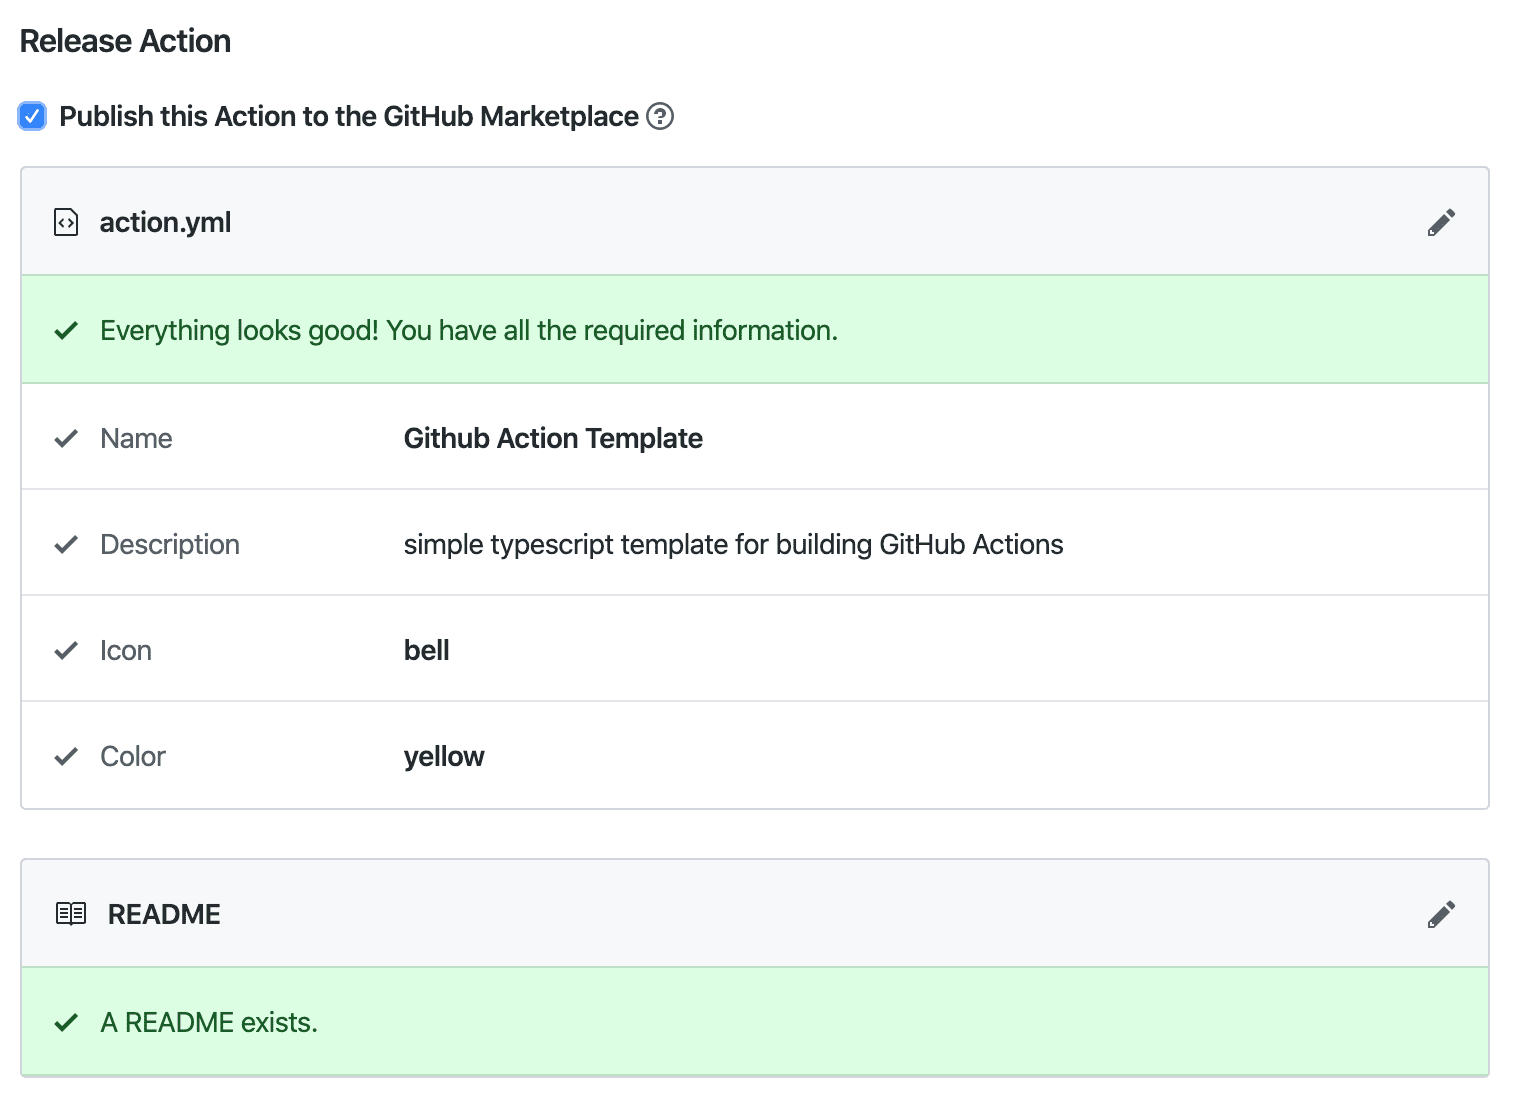 Release Action
Publish this Action to the GitHub Marketplace
action.yml
Everything looks good! You have all the required information.
Name Github Action Template
Description simple typescript template for building GitHub Actions
Icon bell
Color yellow
README
A README exists.